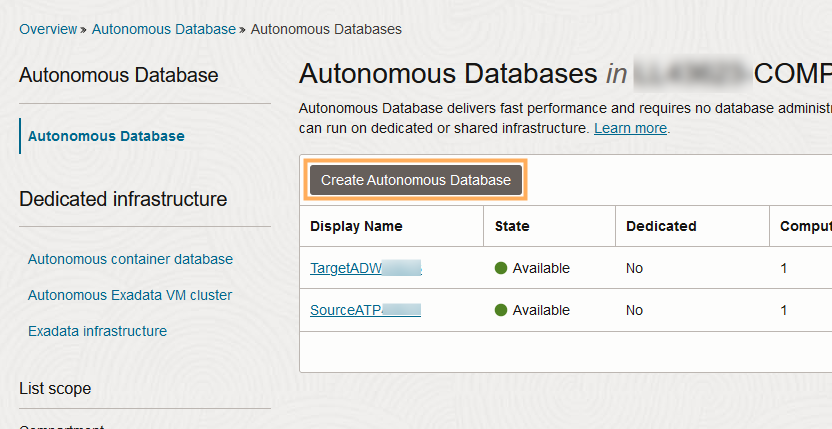 Overview » Autonomous Database » Autonomous Databases
Autonomous Database
Autonomous Database
Dedicated infrastructure
Autonomous container database
Autonomous Exadata VM cluster
Exadata infrastructure
List scope
Compartment
Autonomous Databases in COMP
Autonomous Database delivers fast performance and requires no database administ
can run on dedicated or shared infrastructure. Learn more.
Create Autonomous Database
Display Name State Dedicated Comput
TargetADW Available No 1
SourceATP Available No 1